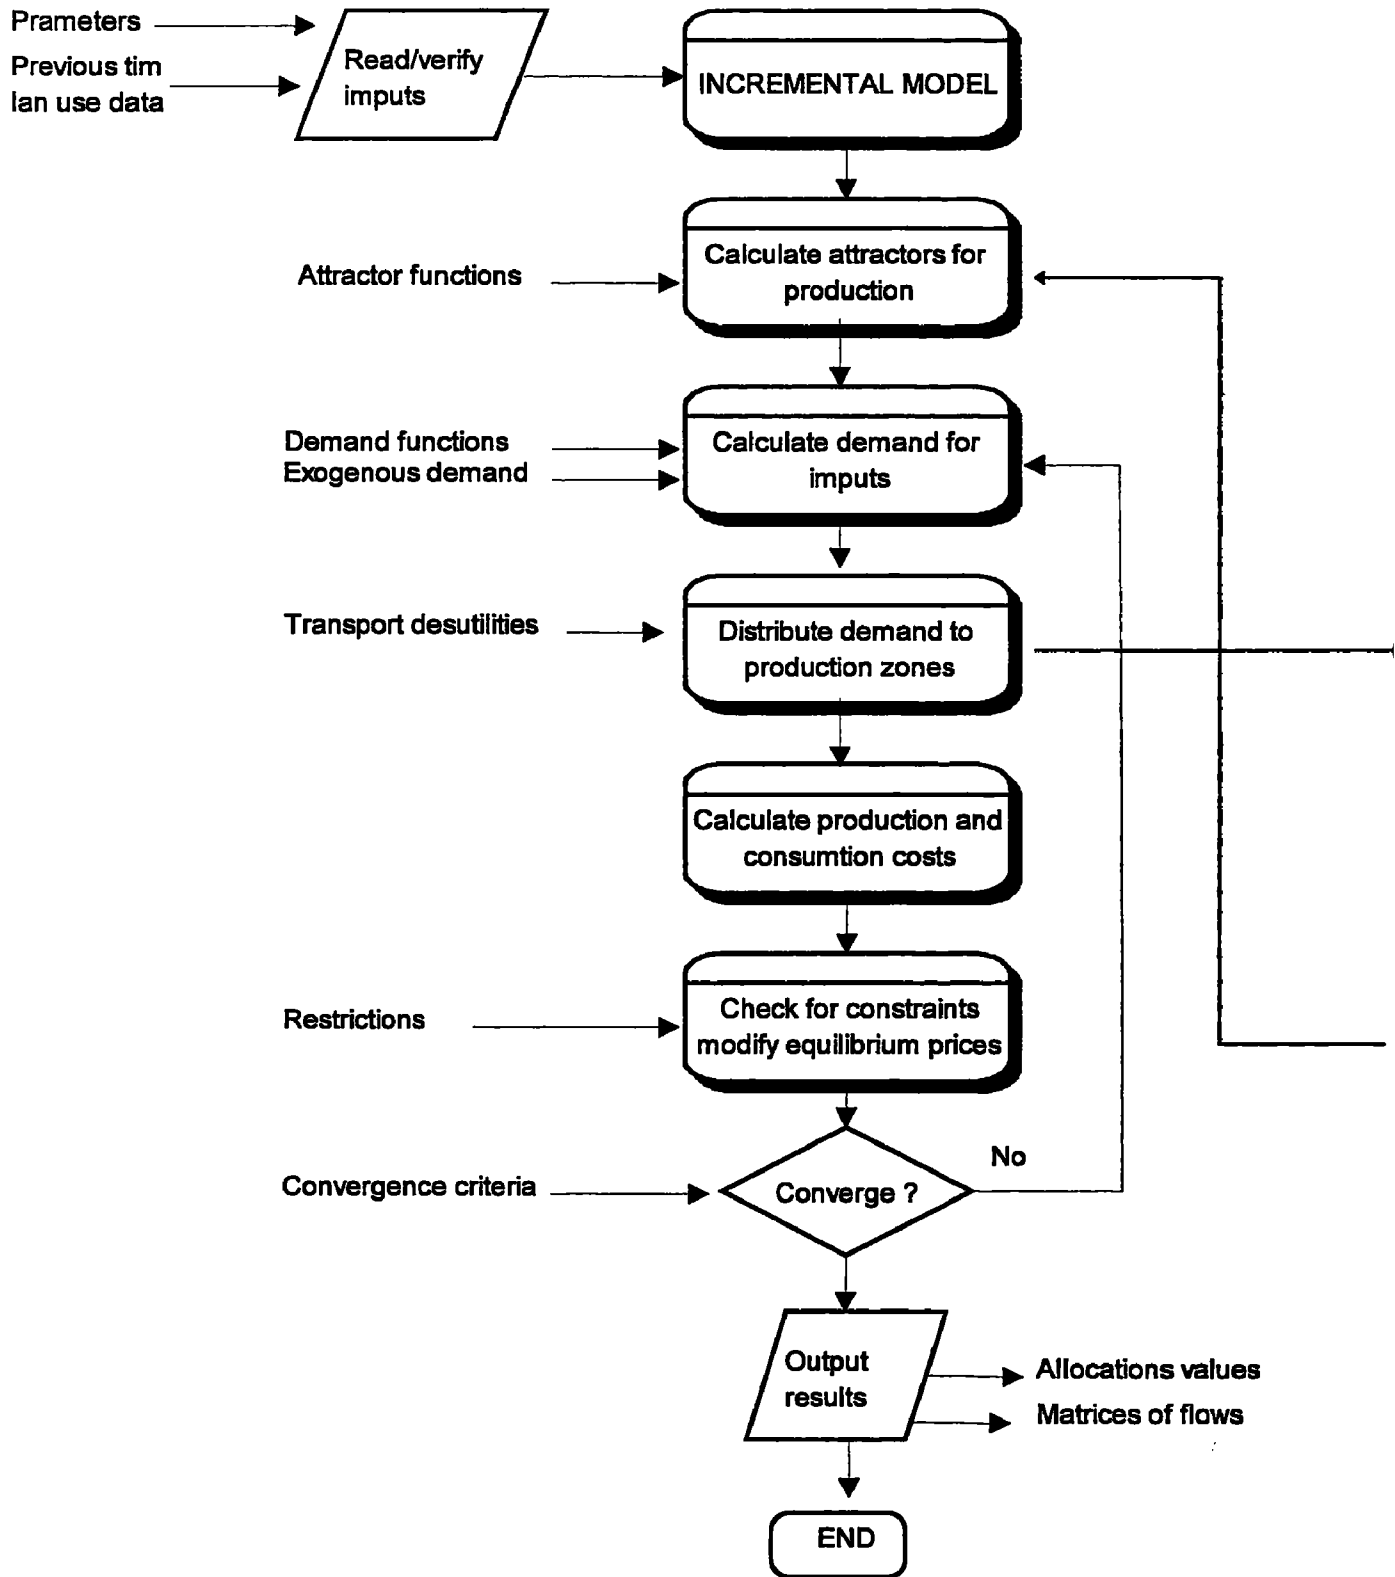 Prameters
Previous tim
lan use data
Read/verify
imputs
INCREMENTAL MODEL
Attractor functions
Calculate attractors for
production
Demand functions
Exogenous demand
Calculate demand for
imputs
Transport desutilities
Distribute demand to
production zones
Calculate production and
consumtion costs
Restrictions
Check for constraints
modify equilibrium prices
Convergence criteria
Converge ?
No
Output
results
Allocations values
Matrices of flows
END